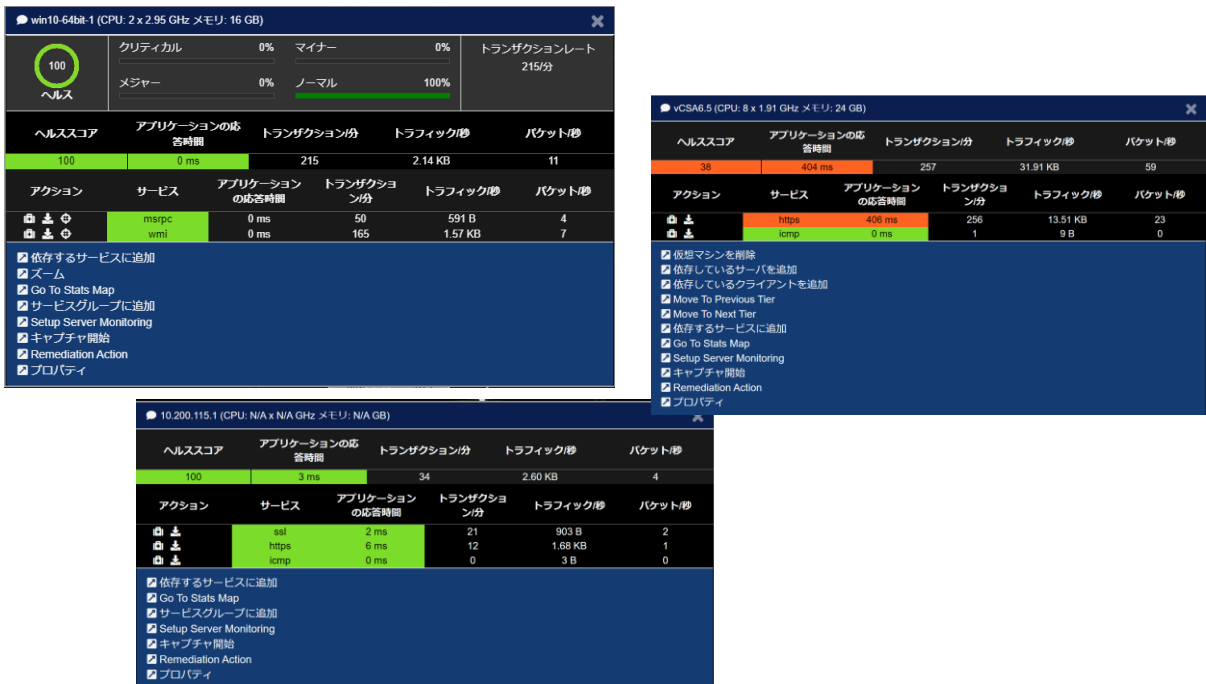 win10-64bit-1 (CPU: 2 x 2.95 GHz メモリ: 16 GB)
100
ヘルス
クリティカル 0% マイナー 0%
メジャー 0% ノーマル 100%
トランザクションレート
215/分
ヘルススコア アプリケーションの応答時間 トランザクション/分 トラフィック/秒 パケット/秒
100 0 ms 215 2.14 KB 11
アクション サービス アプリケーションの応答時間 トランザクション/分 トラフィック/秒 パケット/秒
msrpc 0 ms 50 591 B 4
wmi 0 ms 165 1.57 KB 7
依存するサービスに追加
ズーム
Go To Stats Map
サービスグループに追加
Setup Server Monitoring
キャプチャ開始
Remediation Action
プロパティ
vCSA6.5 (CPU: 8 x 1.91 GHz メモリ: 24 GB)
ヘルススコア アプリケーションの応答時間 トランザクション/分 トラフィック/秒 パケット/秒
38 404 ms 257 31.91 KB 59
アクション サービス アプリケーションの応答時間 トランザクション/分 トラフィック/秒 パケット/秒
https 406 ms 256 13.51 KB 23
icmp 0 ms 1 9 B 0
仮想マシンを削除
依存しているサーバを追加
依存しているクライアントを追加
Move To Previous Tier
Move To Next Tier
依存するサービスに追加
Go To Stats Map
Setup Server Monitoring
キャプチャ開始
Remediation Action
プロパティ
10.200.115.1 (CPU: N/A x N/A GHz メモリ: N/A GB)
ヘルススコア アプリケーションの応答時間 トランザクション/分 トラフィック/秒 パケット/秒
100 3 ms 34 2.60 KB 4
アクション サービス アプリケーションの応答時間 トランザクション/分 トラフィック/秒 パケット/秒
ssl 2 ms 21 903 B 2
https 6 ms 12 1.68 KB 1
icmp 0 ms 0 3 B 0
依存するサービスに追加
Go To Stats Map
サービスグループに追加
Setup Server Monitoring
キャプチャ開始
Remediation Action
プロパティ